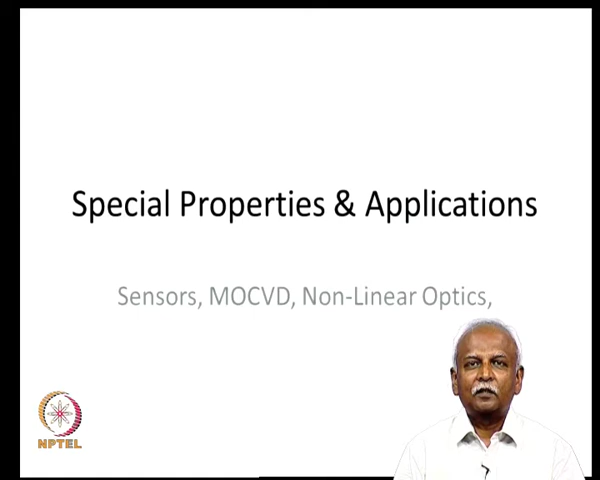 Special Properties & Applications
Sensors, MOCVD, Non-Linear Optics,
NPTEL